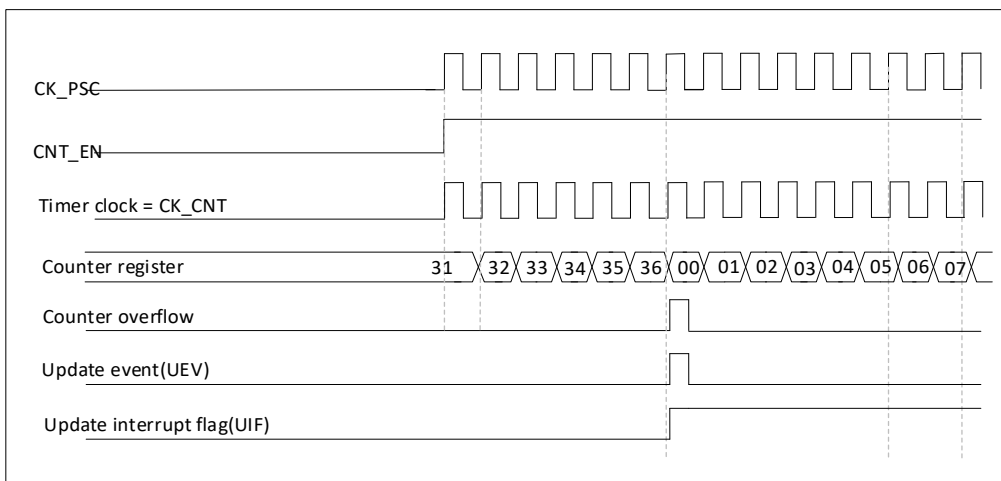 CK_PSC
CNT_EN
Timer clock = CK_CNT
Counter register 31 32 33 34 35 36 00 01 02 03 04 05 06 07
Counter overflow
Update event(UEV)
Update interrupt flag(UIF)